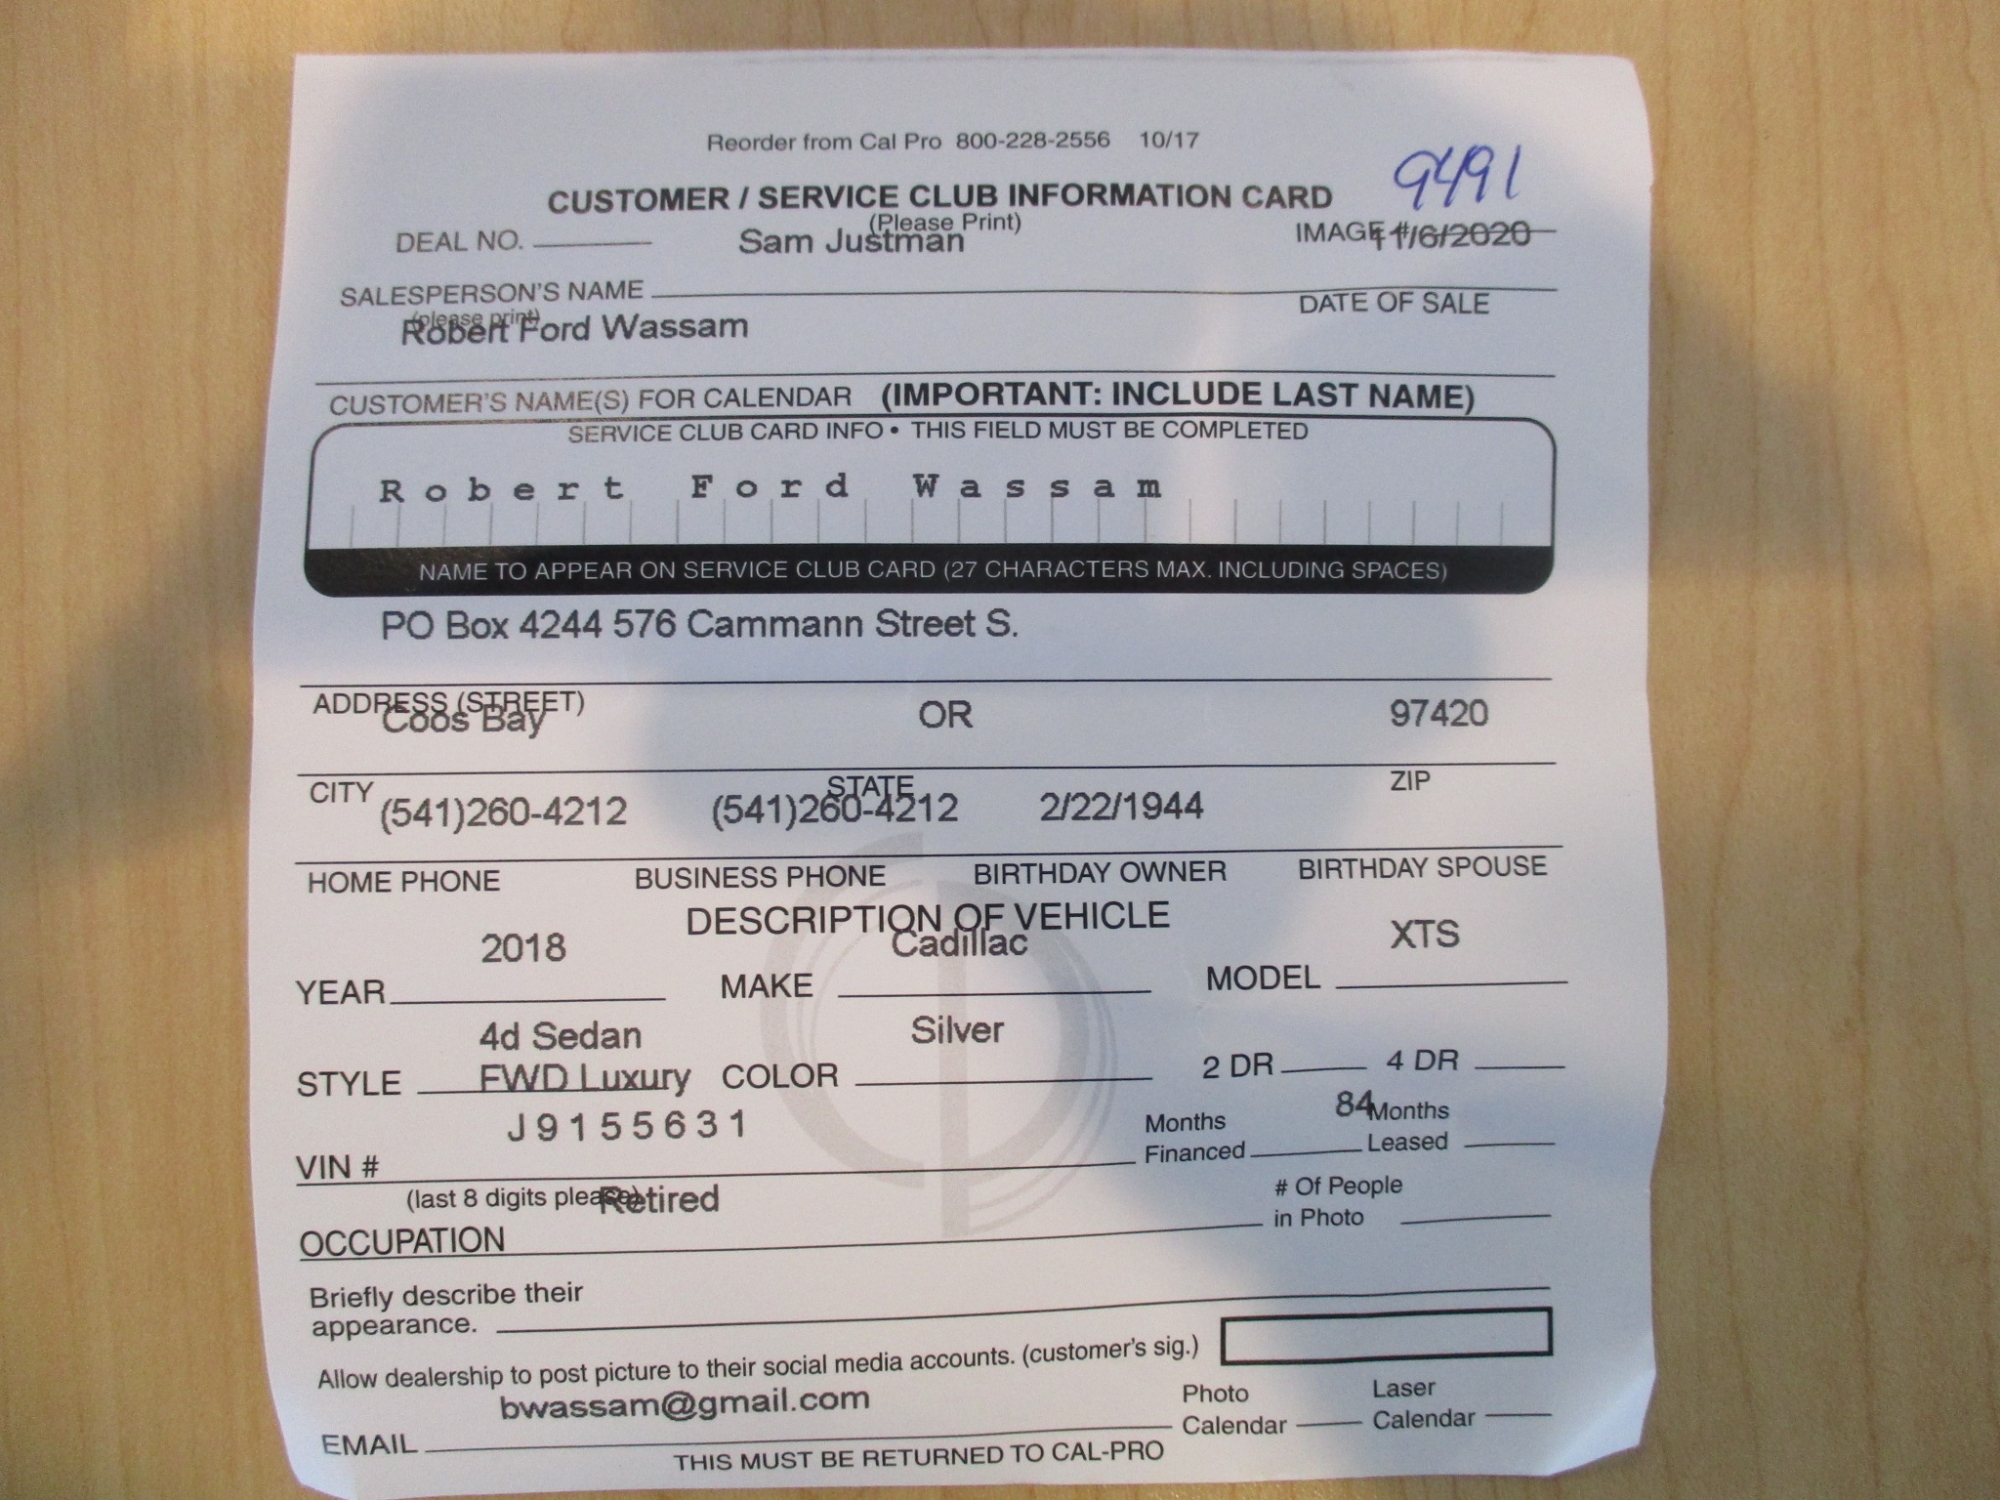 Reorder from Cal Pro 800-228-2556 10/17
9491
CUSTOMER / SERVICE CLUB INFORMATION CARD
(Please Print)
DEAL NO. Sam Justman IMAGE # 11/6/2020
SALESPERSON'S NAME DATE OF SALE
(please print)
Robert Ford Wassam
CUSTOMER'S NAME(S) FOR CALENDAR (IMPORTANT: INCLUDE LAST NAME)
SERVICE CLUB CARD INFO • THIS FIELD MUST BE COMPLETED
Robert Ford Wassam
NAME TO APPEAR ON SERVICE CLUB CARD (27 CHARACTERS MAX. INCLUDING SPACES)
PO Box 4244 576 Cammann Street S.
ADDRESS (STREET)
Coos Bay OR 97420
CITY STATE ZIP
(541)260-4212 (541)260-4212 2/22/1944
HOME PHONE BUSINESS PHONE BIRTHDAY OWNER BIRTHDAY SPOUSE
DESCRIPTION OF VEHICLE
2018 Cadillac XTS
YEAR MAKE MODEL
4d Sedan Silver
STYLE FWD Luxury COLOR 2 DR 4 DR
J9155631 84
VIN # Months Financed Months Leased
(last 8 digits please) Retired # Of People
OCCUPATION in Photo
Briefly describe their
appearance.
Allow dealership to post picture to their social media accounts. (customer's sig.)
bwassam@gmail.com Photo Laser
EMAIL Calendar Calendar
THIS MUST BE RETURNED TO CAL-PRO